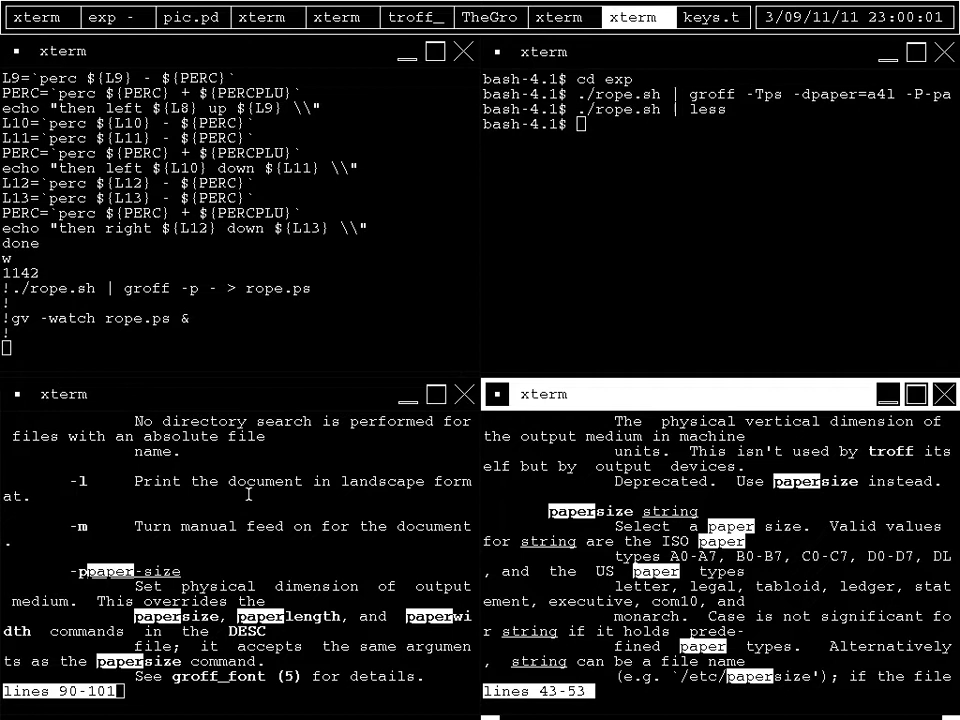 xterm exp - pic.pd xterm xterm troff_ TheGro xterm xterm keys.t 3/09/11/11 23:00:01
xterm
L9=`perc ${L9} - ${PERC}`
PERC=`perc ${PERC} + ${PERCPLU}`
echo "then left ${L8} up ${L9} \\"
L10=`perc ${L10} - ${PERC}`
L11=`perc ${L11} - ${PERC}`
PERC=`perc ${PERC} + ${PERCPLU}`
echo "then left ${L10} down ${L11} \\"
L12=`perc ${L12} - ${PERC}`
L13=`perc ${L13} - ${PERC}`
PERC=`perc ${PERC} + ${PERCPLU}`
echo "then right ${L12} down ${L13} \\"
done
w
1142
!./rope.sh | groff -p - > rope.ps
!
!gv -watch rope.ps &
!
xterm
bash-4.1$ cd exp
bash-4.1$ ./rope.sh | groff -Tps -dpaper=a4l -P-pa
bash-4.1$ ./rope.sh | less
bash-4.1$
xterm
No directory search is performed for
files with an absolute file
name.
-l Print the document in landscape form
at.
-m Turn manual feed on for the document
.
-ppaper-size
Set physical dimension of output
medium. This overrides the
papersize, paperlength, and paperwi
dth commands in the DESC
file; it accepts the same argumen
ts as the papersize command.
See groff_font (5) for details.
lines 90-101
xterm
The physical vertical dimension of
the output medium in machine
units. This isn't used by troff its
elf but by output devices.
Deprecated. Use papersize instead.
papersize string
Select a paper size. Valid values
for string are the ISO paper
types A0-A7, B0-B7, C0-C7, D0-D7, DL
, and the US paper types
letter, legal, tabloid, ledger, stat
ement, executive, com10, and
monarch. Case is not significant fo
r string if it holds prede-
fined paper types. Alternatively
, string can be a file name
(e.g. `/etc/papersize'); if the file
lines 43-53